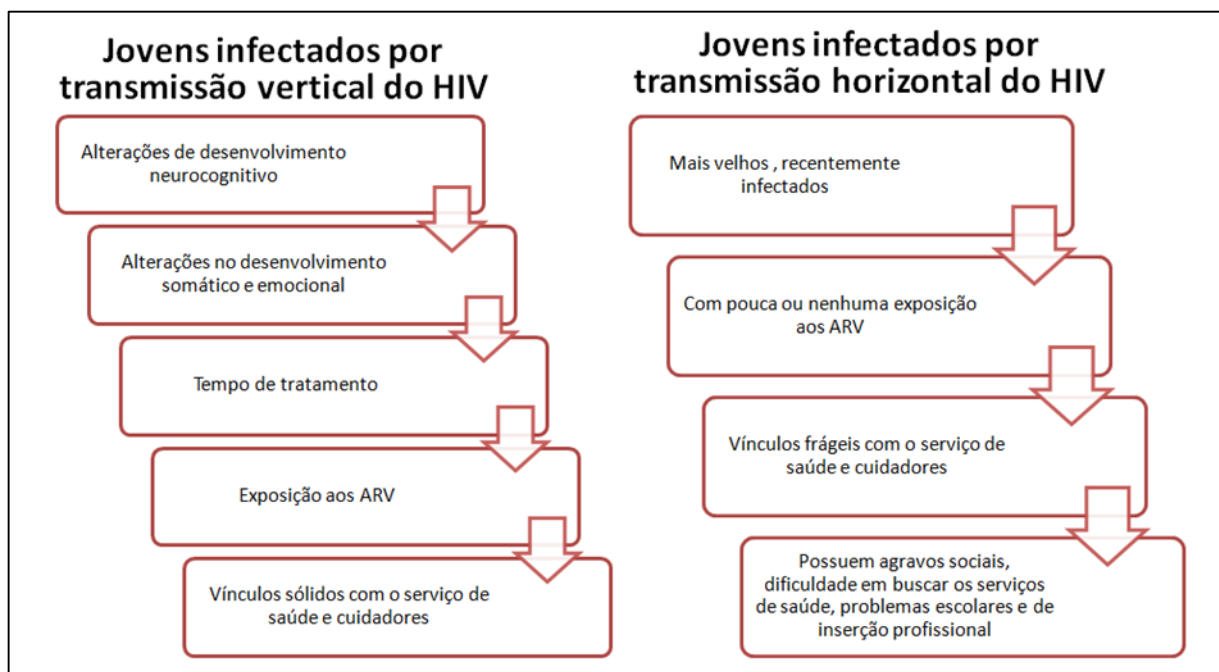 Jovens infectados por
transmissão vertical do HIV
Alterações de desenvolvimento
neurocognitivo
Alterações no desenvolvimento
somático e emocional
Tempo de tratamento
Exposição aos ARV
Vínculos sólidos com o serviço de
saúde e cuidadores
Jovens infectados por
transmissão horizontal do HIV
Mais velhos , recentemente
infectados
Com pouca ou nenhuma exposição
aos ARV
Vínculos frágeis com o serviço de
saúde e cuidadores
Possuem agravos sociais,
dificuldade em buscar os serviços
de saúde, problemas escolares e de
inserção profissional